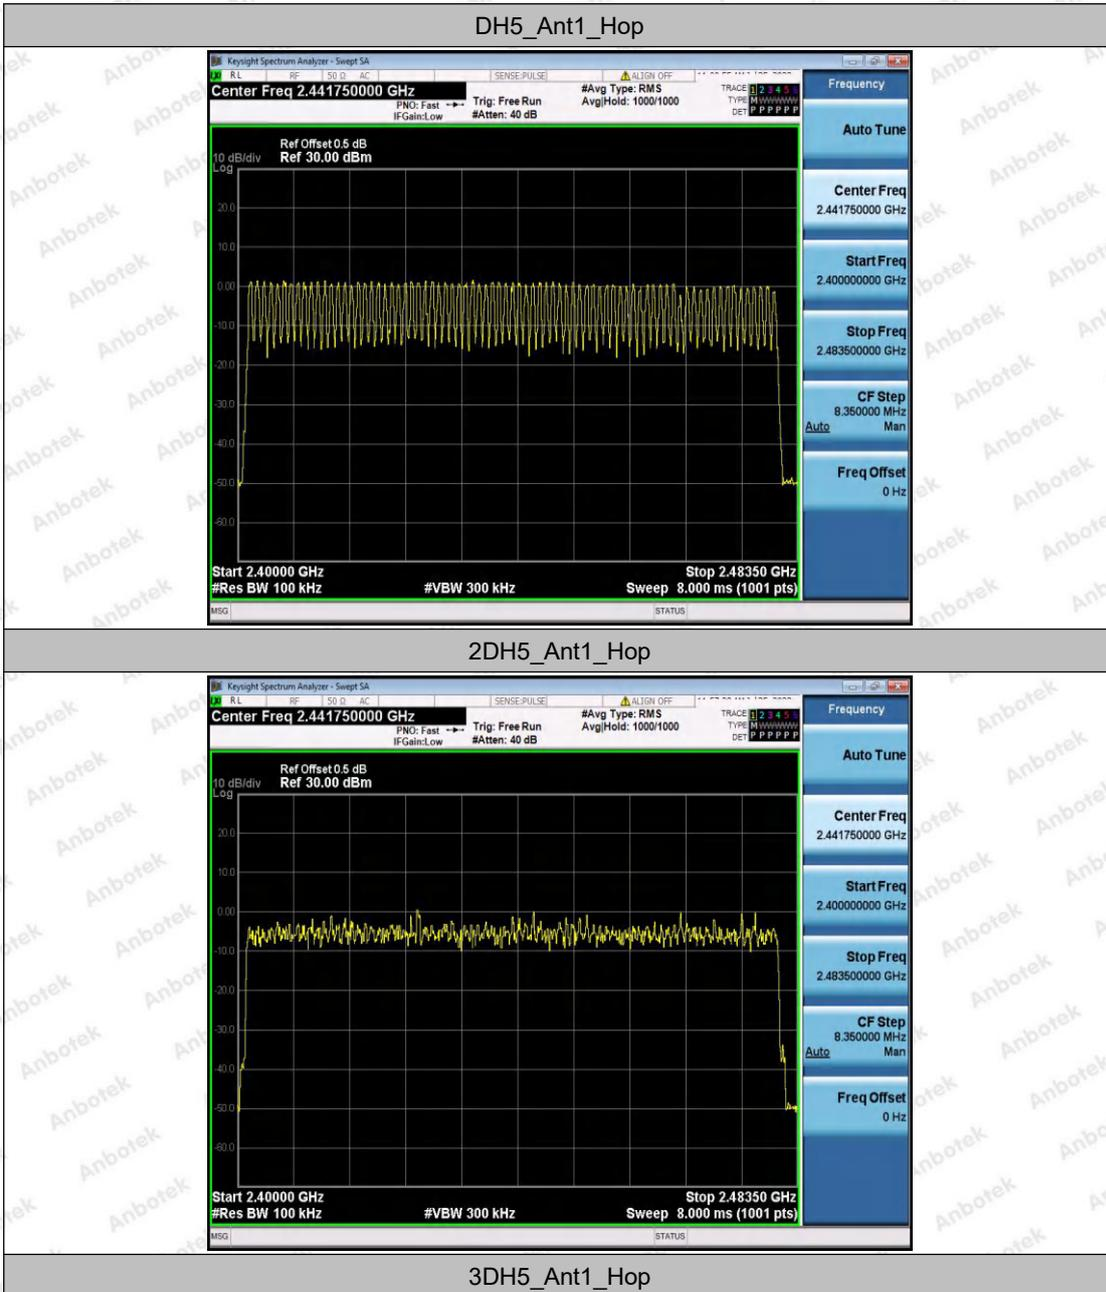 DH5_Ant1_Hop
Keysight Spectrum Analyzer - Swept SA
RL RF 50 Ω AC SENSE:PULSE ALIGN OFF
Center Freq 2.441750000 GHz
PNO: Fast
IFGain:Low
Trig: Free Run
#Atten: 40 dB
#Avg Type: RMS
Avg|Hold: 1000/1000
TRACE 1 2 3 4 5 6
TYPE M W W W W W
DET P P P P P P
Frequency
Auto Tune
Center Freq
2.441750000 GHz
Start Freq
2.400000000 GHz
Stop Freq
2.483500000 GHz
CF Step
8.350000 MHz
Auto Man
Freq Offset
0 Hz
Ref Offset 0.5 dB
10 dB/div Ref 30.00 dBm
Log
20.0
10.0
0.00
-10.0
-20.0
-30.0
-40.0
-50.0
-60.0
Start 2.40000 GHz Stop 2.48350 GHz
#Res BW 100 kHz #VBW 300 kHz Sweep 8.000 ms (1001 pts)
MSG STATUS
2DH5_Ant1_Hop
Keysight Spectrum Analyzer - Swept SA
RL RF 50 Ω AC SENSE:PULSE ALIGN OFF
Center Freq 2.441750000 GHz
PNO: Fast
IFGain:Low
Trig: Free Run
#Atten: 40 dB
#Avg Type: RMS
Avg|Hold: 1000/1000
TRACE 1 2 3 4 5 6
TYPE M W W W W W
DET P P P P P P
Frequency
Auto Tune
Center Freq
2.441750000 GHz
Start Freq
2.400000000 GHz
Stop Freq
2.483500000 GHz
CF Step
8.350000 MHz
Auto Man
Freq Offset
0 Hz
Ref Offset 0.5 dB
10 dB/div Ref 30.00 dBm
Log
20.0
10.0
0.00
-10.0
-20.0
-30.0
-40.0
-50.0
-60.0
Start 2.40000 GHz Stop 2.48350 GHz
#Res BW 100 kHz #VBW 300 kHz Sweep 8.000 ms (1001 pts)
MSG STATUS
3DH5_Ant1_Hop